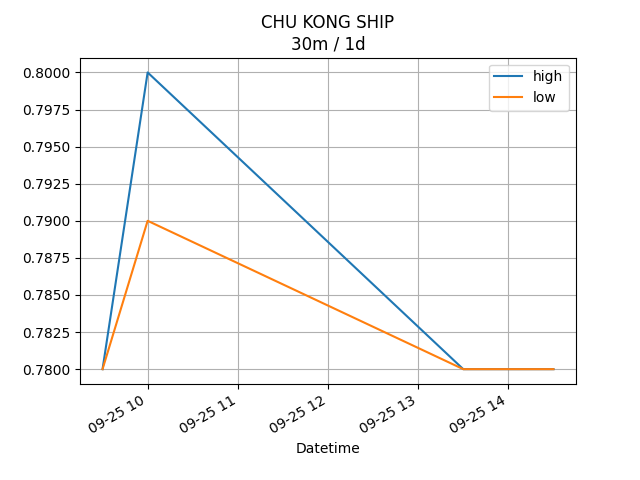 CHU KONG SHIP
30m / 1d
0.8000
0.7975
0.7950
0.7925
0.7900
0.7875
0.7850
0.7825
0.7800
high
low
09-25 10
09-25 11
09-25 12
09-25 13
09-25 14
Datetime